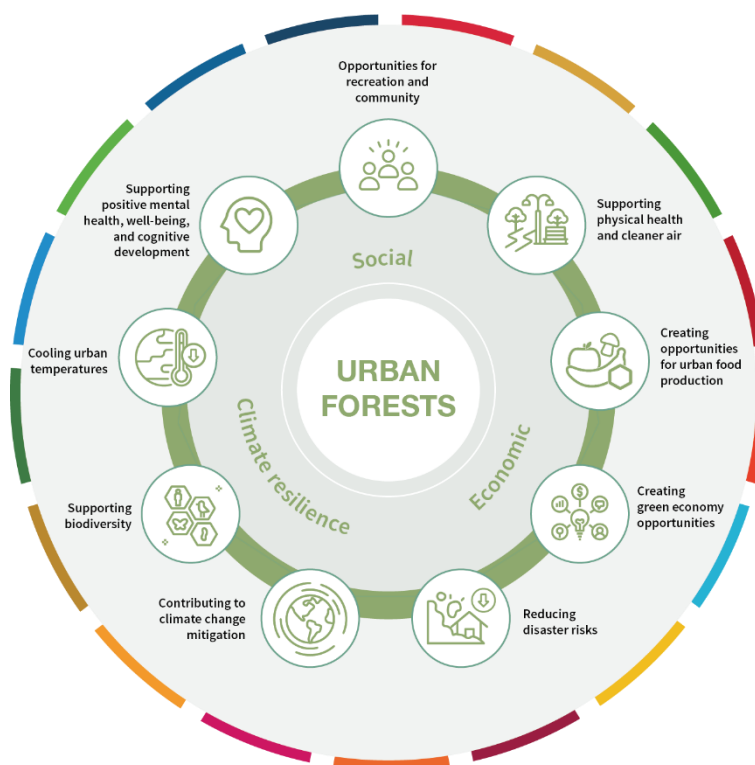 Opportunities for
recreation and
community
Supporting
physical health
and cleaner air
Creating
opportunities
for urban food
production
Creating
green economy
opportunities
Reducing
disaster risks
Contributing to
climate change
mitigation
Supporting
biodiversity
Cooling urban
temperatures
Supporting
positive mental
health, well-being,
and cognitive
development
Social
Economic
Climate resilience
URBAN
FORESTS
$